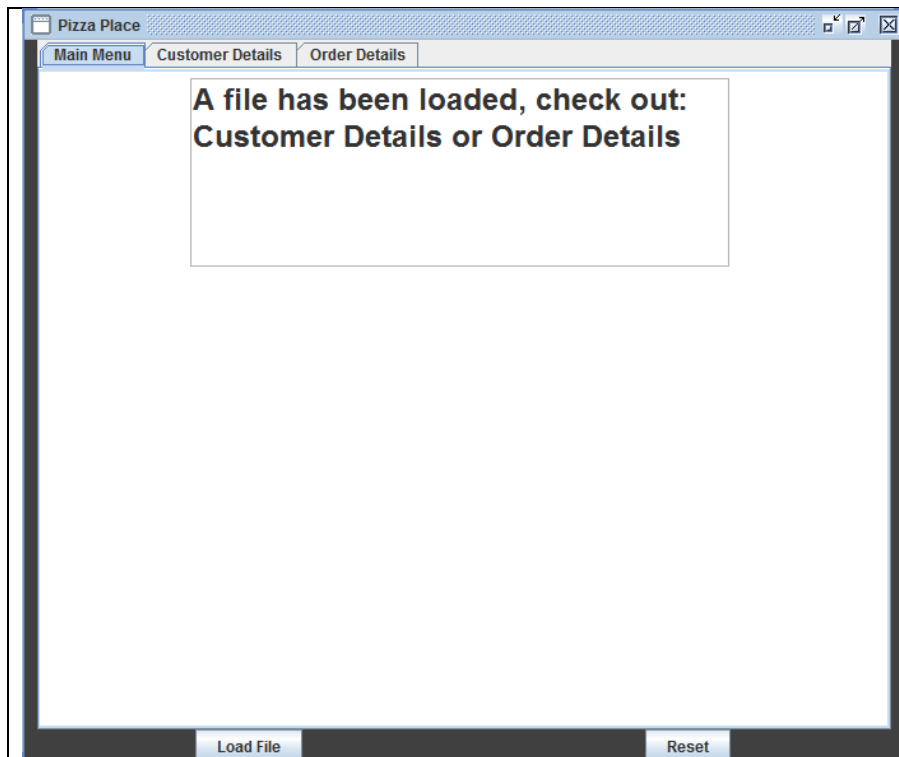 Pizza Place
Main Menu Customer Details Order Details
A file has been loaded, check out:
Customer Details or Order Details
Load File Reset